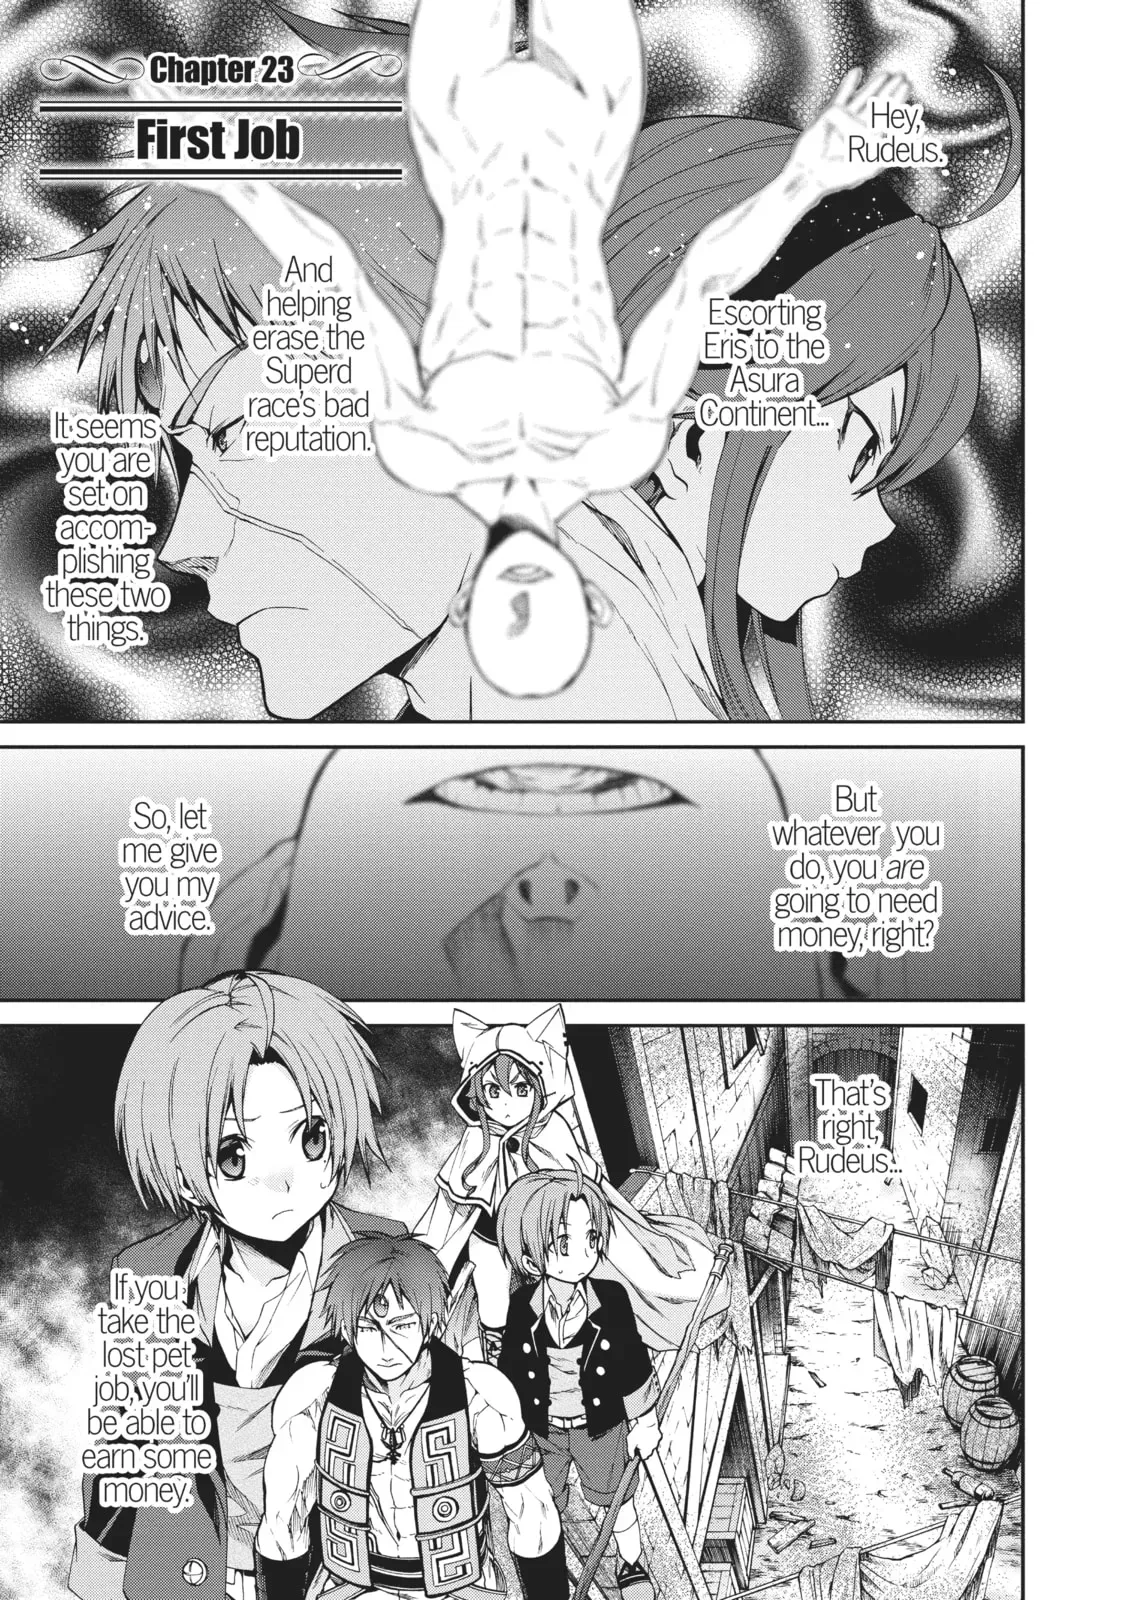 Chapter 23
First Job
Hey,
Rudeus.
Escorting
Eris to the
Asura
Continent...
And
helping
erase the
Superd
race's bad
reputation.
It seems
you are
set on
accom-
plishing
these two
things.
But
whatever you
do, you are
going to need
money, right?
So, let
me give
you my
advice.
That's
right,
Rudeus...
If you
take the
lost pet
job, you'll
be able to
earn some
money.